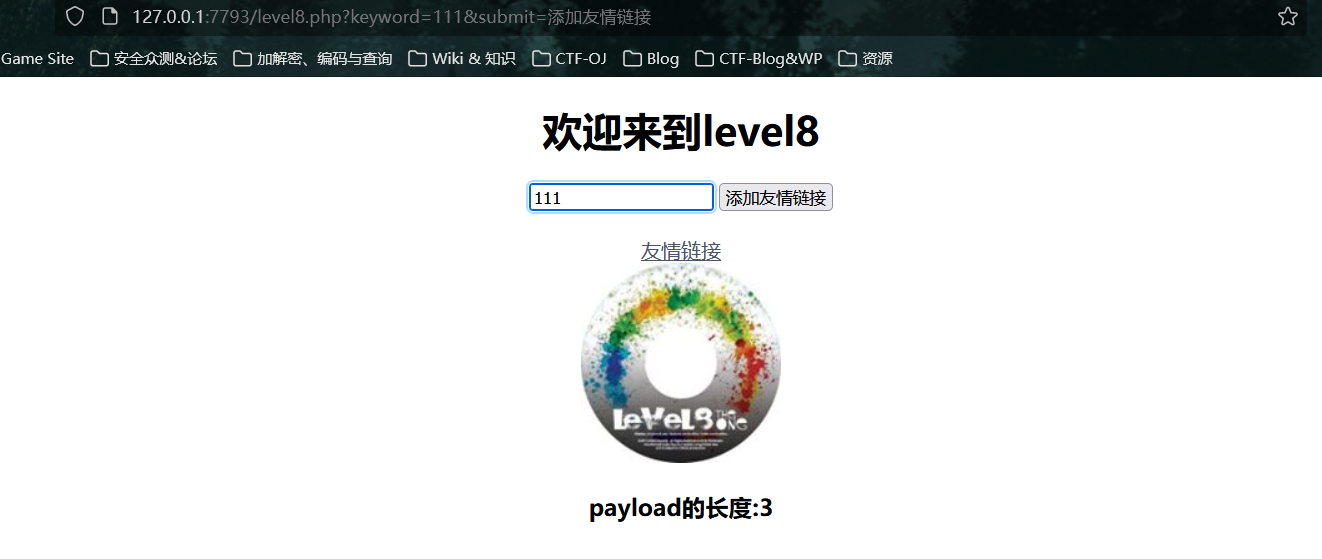 127.0.0.1:7793/level8.php?keyword=111&submit=添加友情链接
Game Site 安全众测&论坛 加解密、编码与查询 Wiki & 知识 CTF-OJ Blog CTF-Blog&WP 资源
欢迎来到level8
111 添加友情链接
友情链接
LeVeL8 THE
ONG
payload的长度:3